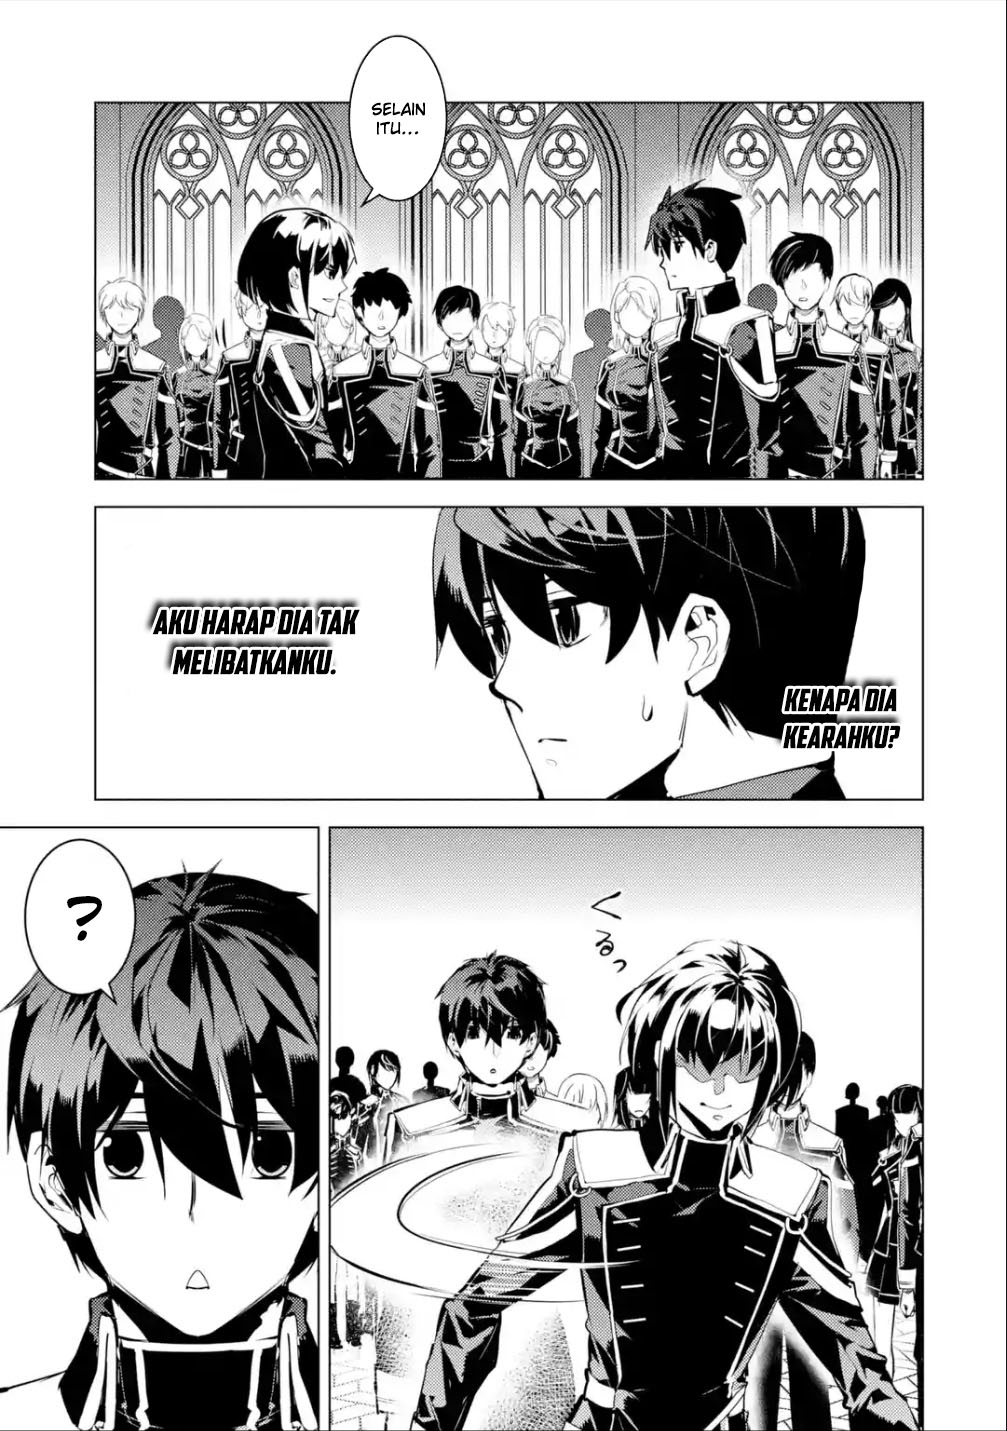 SELAIN
ITU...
KENAPA DIA
KEARAHKU?
AKU HARAP DIA TAK
MELIBATKANKU.
くるっ
?